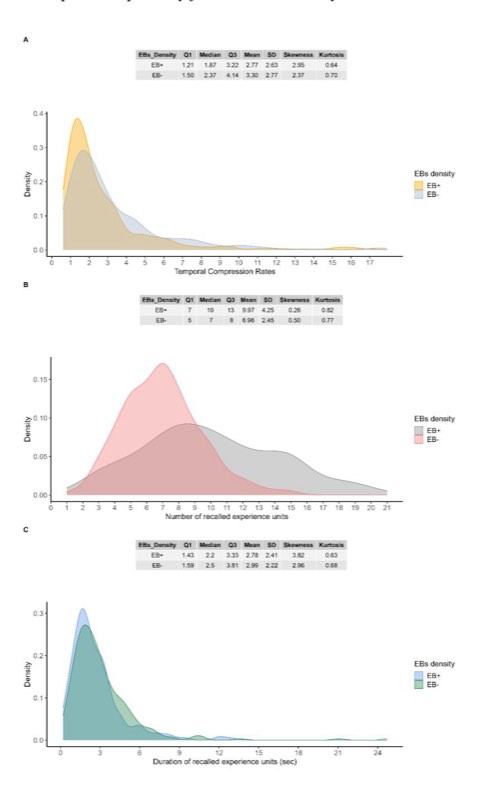 A
EBs_Density Q1 Median Q3 Mean SD Skewness Kurtosis
EB+ 1.21 1.87 3.22 2.77 2.63 2.95 0.64
EB- 1.50 2.37 4.14 3.30 2.77 2.37 0.70
0.4
0.3
0.2
0.1
0.0
Density
0 1 2 3 4 5 6 7 8 9 10 11 12 13 14 15 16 17
Temporal Compression Rates
EBs density
EB+
EB-
B
EBs_Density Q1 Median Q3 Mean SD Skewness Kurtosis
EB+ 7 10 13 9.97 4.25 0.26 0.82
EB- 5 7 8 6.96 2.45 0.50 0.77
0.15
0.10
0.05
0.00
Density
0 1 2 3 4 5 6 7 8 9 10 11 12 13 14 15 16 17 18 19 20 21
Number of recalled experience units
EBs density
EB+
EB-
C
EBs_Density Q1 Median Q3 Mean SD Skewness Kurtosis
EB+ 1.43 2.2 3.33 2.78 2.41 3.82 0.63
EB- 1.59 2.5 3.81 2.99 2.22 2.96 0.68
0.3
0.2
0.1
0.0
Density
0 3 6 9 12 15 18 21 24
Duration of recalled experience units (sec)
EBs density
EB+
EB-